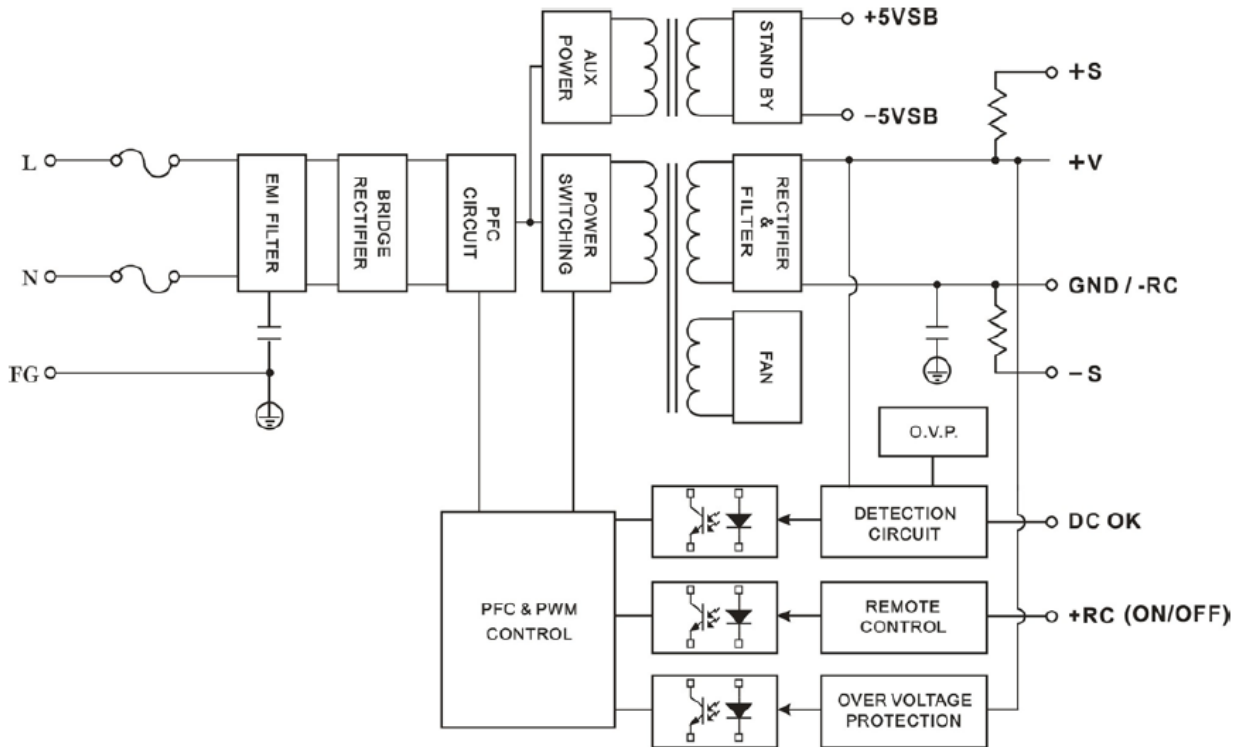 AUX
POWER
STAND BY
+5VSB
−5VSB
+S
L
N
FG
EMI FILTER
BRIDGE
RECTIFIER
PFC
CIRCUIT
POWER
SWITCHING
RECTIFIER
&
FILTER
+V
GND / -RC
−S
FAN
O.V.P.
DETECTION
CIRCUIT
DC OK
PFC & PWM
CONTROL
REMOTE
CONTROL
+RC (ON/OFF)
OVER VOLTAGE
PROTECTION